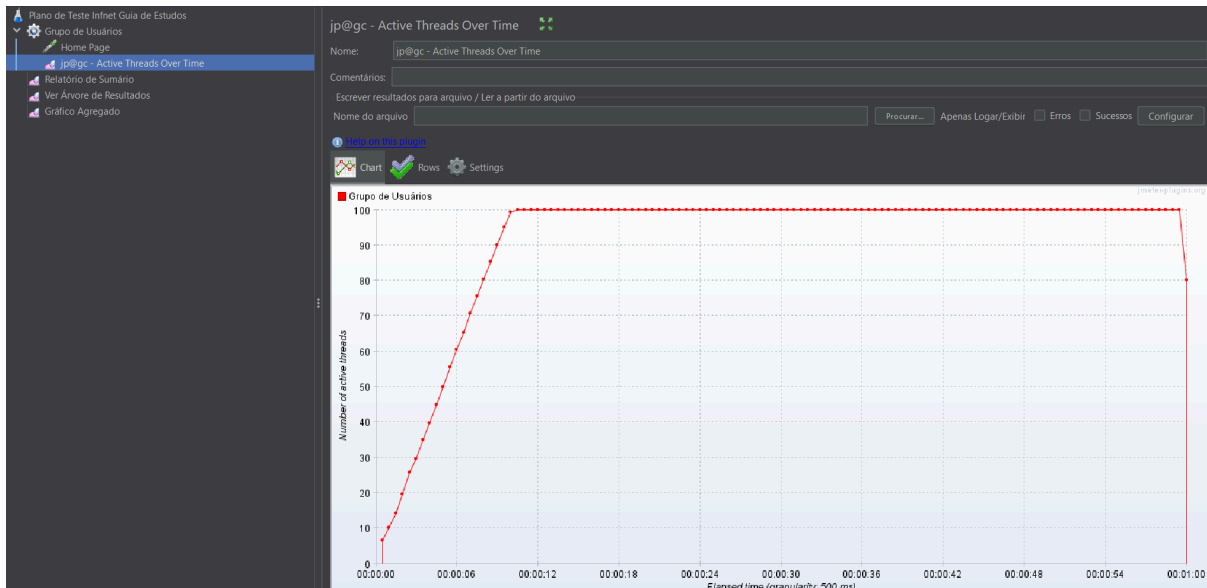 Plano de Teste Infnet Guia de Estudos
Grupo de Usuários
Home Page
jp@gc - Active Threads Over Time
Relatório de Sumário
Ver Árvore de Resultados
Gráfico Agregado
jp@gc - Active Threads Over Time
Nome: jp@gc - Active Threads Over Time
Comentários:
Escrever resultados para arquivo / Ler a partir do arquivo
Nome do arquivo Procurar... Apenas Logar/Exibir Erros Sucessos Configurar
Help on this plugin
Chart Rows Settings
jmeter-plugins.org
Grupo de Usuários
100
90
80
70
60
50
40
30
20
10
0
Number of active threads
00:00:00 00:00:06 00:00:12 00:00:18 00:00:24 00:00:30 00:00:36 00:00:42 00:00:48 00:00:54 00:01:00
Elapsed time (granularity: 500 ms)